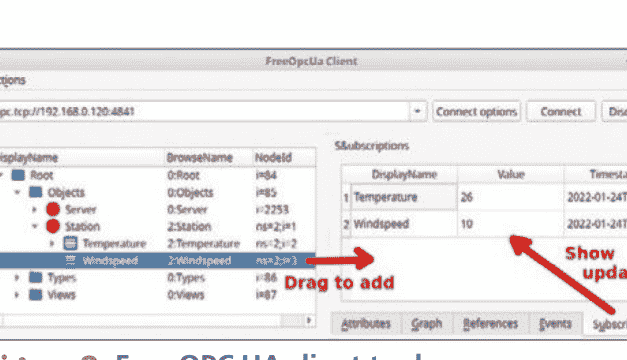 FreeOpcUa Client
ctions
pc.tcp://192.168.0.120:4841
Connect options
Connect
Disc
isplayName BrowseName NodeId
Root 0:Root i=84
Objects 0:Objects i=85
Server 0:Server i=2253
Station 2:Station ns=2;i=1
Temperature 2:Temperature ns=2;i=2
Windspeed 2:Windspeed ns=2;i=3
Types 0:Types i=86
Views 0:Views i=87
S&ubscriptions
DisplayName Value Timesta
1 Temperature 26 2022-01-24T
2 Windspeed 10 2022-01-24T
Drag to add
Show
upda
Attributes Graph References Events Subscri